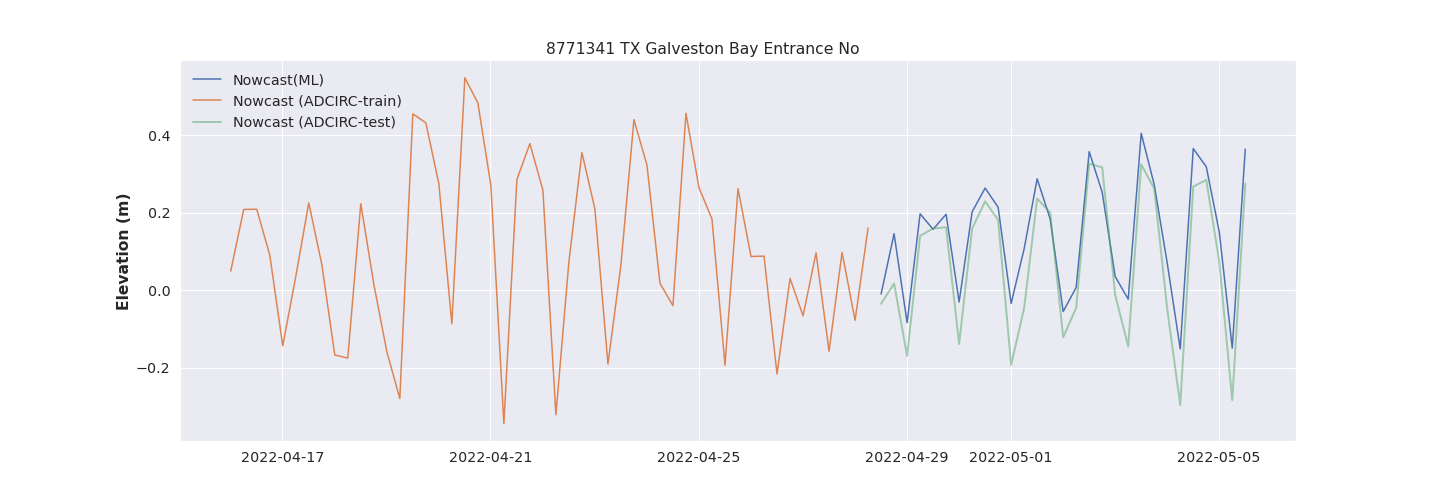 8771341 TX Galveston Bay Entrance No
Nowcast(ML)
Nowcast (ADCIRC-train)
Nowcast (ADCIRC-test)
Elevation (m)
0.4
0.2
0.0
−0.2
2022-04-17 2022-04-21 2022-04-25 2022-04-29 2022-05-01 2022-05-05